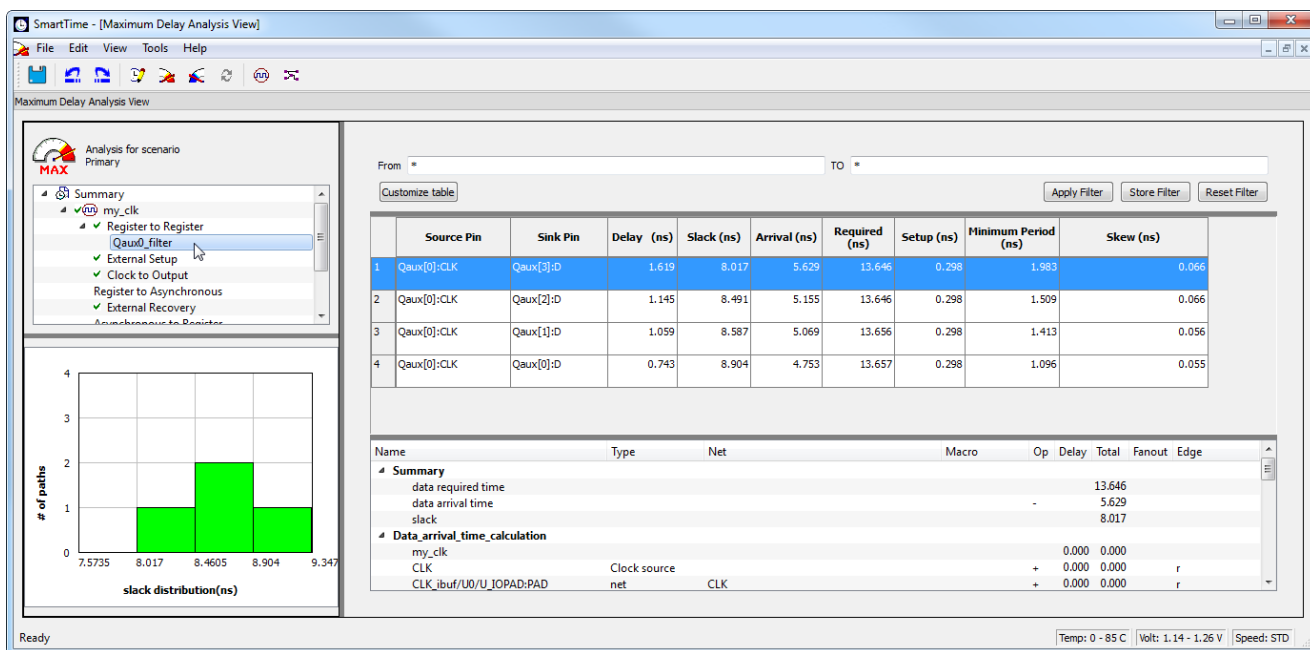 SmartTime - [Maximum Delay Analysis View]
File Edit View Tools Help
Maximum Delay Analysis View
MAX
Analysis for scenario
Primary
Summary
my_clk
Register to Register
Qaux0_filter
External Setup
Clock to Output
Register to Asynchronous
External Recovery
Asynchronous to Register
From * TO *
Customize table Apply Filter Store Filter Reset Filter
Source Pin Sink Pin Delay (ns) Slack (ns) Arrival (ns) Required (ns) Setup (ns) Minimum Period (ns) Skew (ns)
1 Qaux[0]:CLK Qaux[3]:D 1.619 8.017 5.629 13.646 0.298 1.983 0.066
2 Qaux[0]:CLK Qaux[2]:D 1.145 8.491 5.155 13.646 0.298 1.509 0.066
3 Qaux[0]:CLK Qaux[1]:D 1.059 8.587 5.069 13.656 0.298 1.413 0.056
4 Qaux[0]:CLK Qaux[0]:D 0.743 8.904 4.753 13.657 0.298 1.096 0.055
4
3
2
1
0
# of paths
7.5735 8.017 8.4605 8.904 9.347
slack distribution(ns)
Name Type Net Macro Op Delay Total Fanout Edge
Summary
data required time 13.646
data arrival time - 5.629
slack 8.017
Data_arrival_time_calculation
my_clk 0.000 0.000
CLK Clock source + 0.000 0.000 r
CLK_ibuf/U0/U_IOPAD:PAD net CLK + 0.000 0.000 r
Ready Temp: 0 - 85 C Volt: 1.14 - 1.26 V Speed: STD